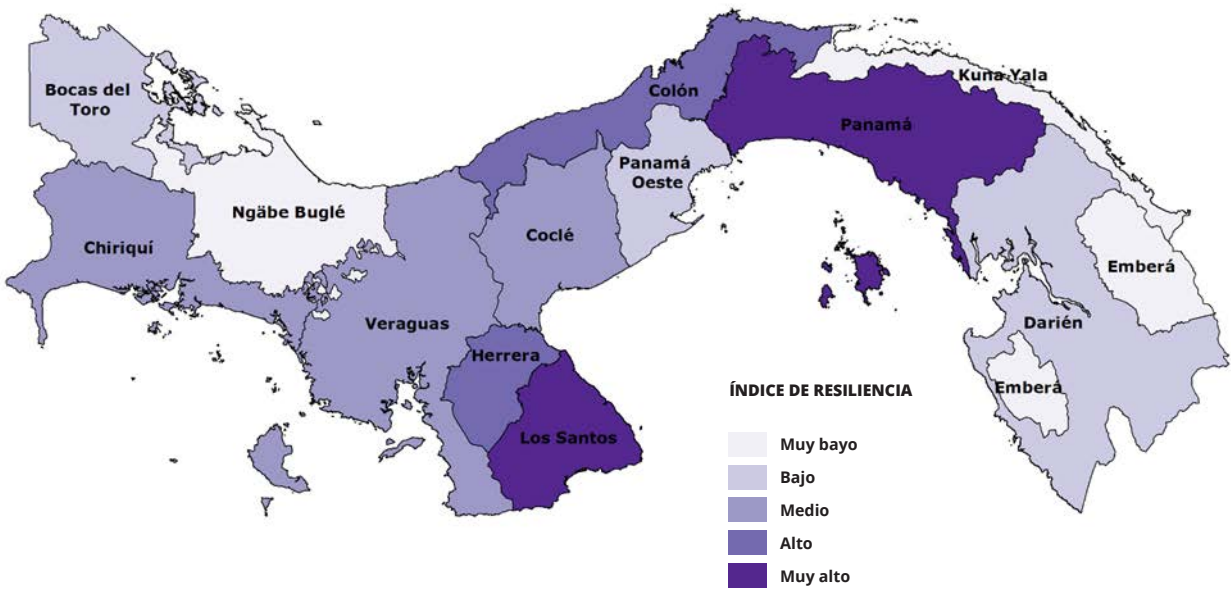 Bocas del
Toro
Ngäbe Buglé
Chiriquí
Veraguas
Coclé
Colón
Panamá
Oeste
Panamá
Kuna Yala
Emberá
Darién
Emberá
Herrera
Los Santos
ÍNDICE DE RESILIENCIA
Muy bayo
Bajo
Medio
Alto
Muy alto